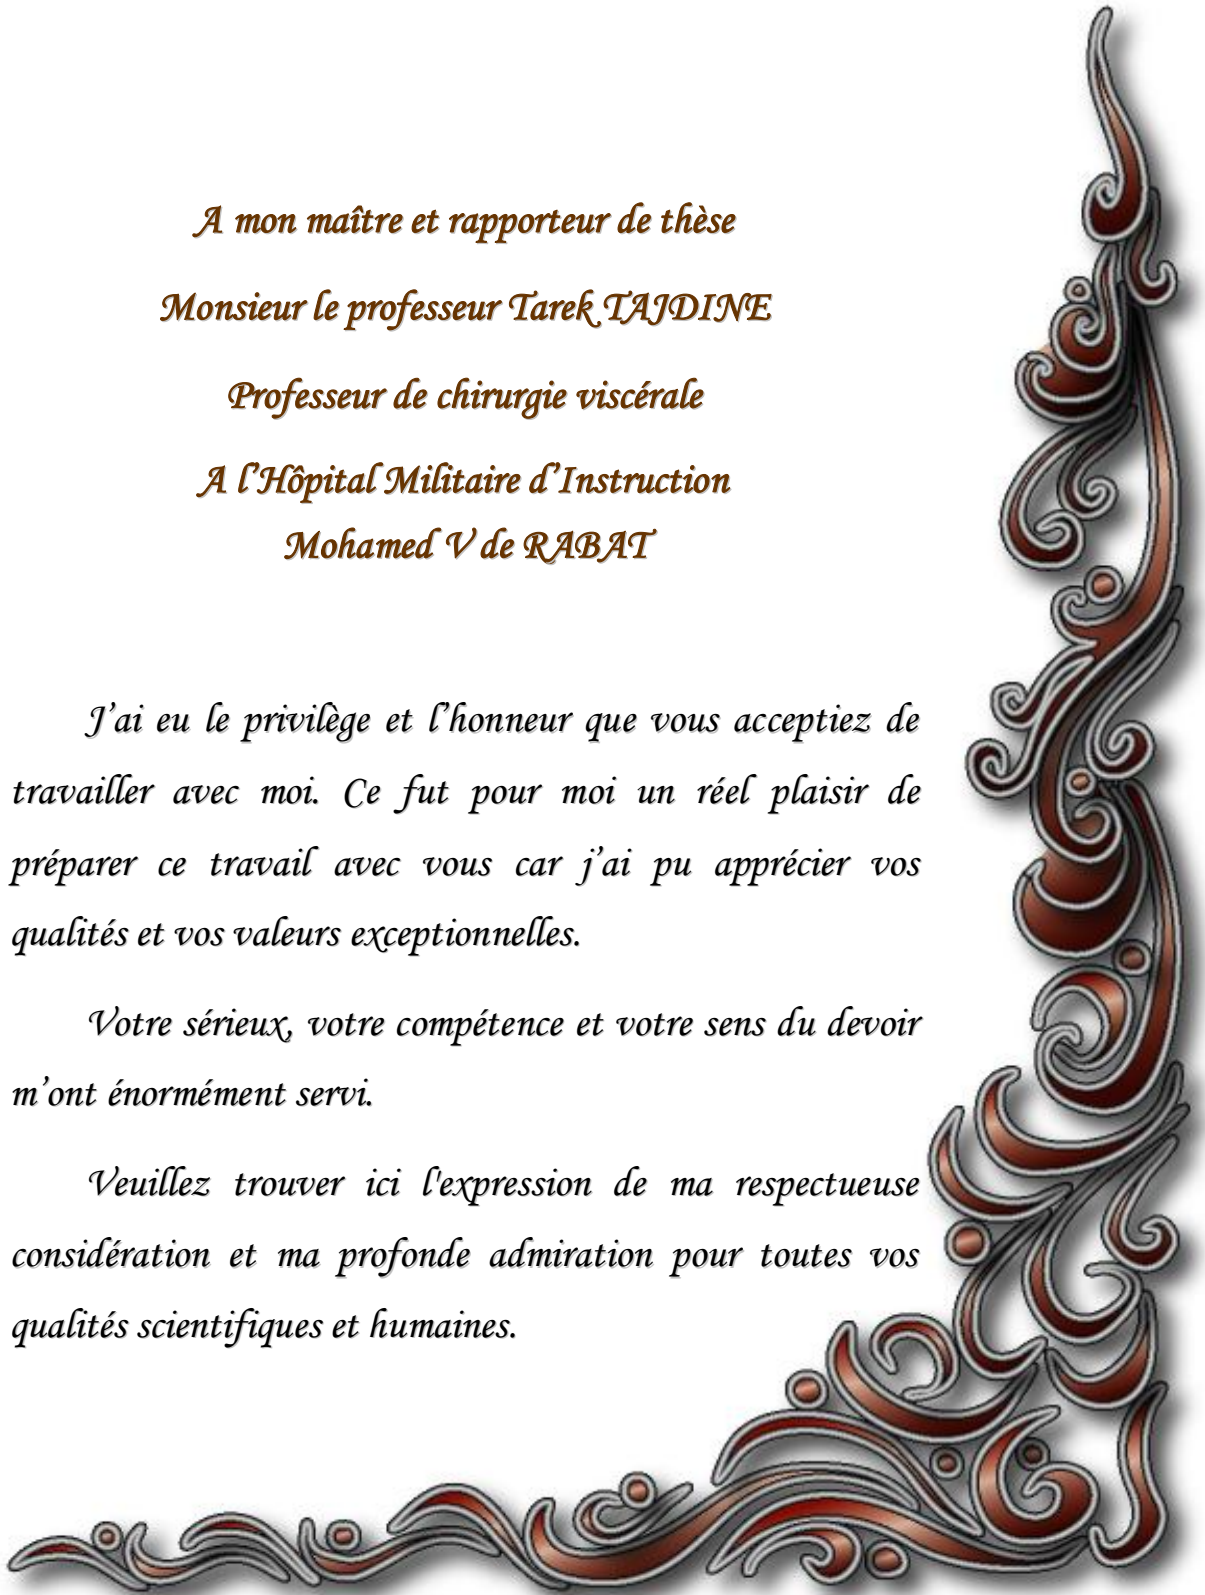 A mon maître et rapporteur de thèse
Monsieur le professeur Tarek TAJDINE
Professeur de chirurgie viscérale
A l’Hôpital Militaire d’Instruction
Mohamed V de RABAT
J’ai eu le privilège et l’honneur que vous acceptiez de
travailler avec moi. Ce fut pour moi un réel plaisir de
préparer ce travail avec vous car j’ai pu apprécier vos
qualités et vos valeurs exceptionnelles.
Votre sérieux, votre compétence et votre sens du devoir
m’ont énormément servi.
Veuillez trouver ici l'expression de ma respectueuse
considération et ma profonde admiration pour toutes vos
qualités scientifiques et humaines.